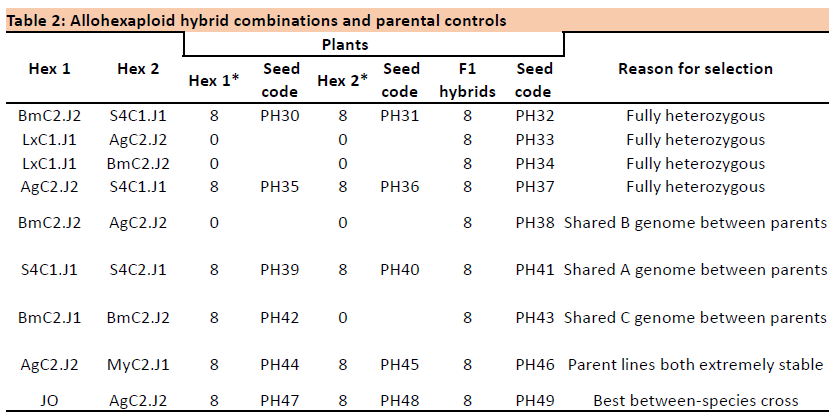 Table 2: Allohexaploid hybrid combinations and parental controls
Plants
Hex 1 Hex 2 Hex 1* Seed code Hex 2* Seed code F1 hybrids Seed code Reason for selection
BmC2.J2 S4C1.J1 8 PH30 8 PH31 8 PH32 Fully heterozygous
LxC1.J1 AgC2.J2 0 0 8 PH33 Fully heterozygous
LxC1.J1 BmC2.J2 0 0 8 PH34 Fully heterozygous
AgC2.J2 S4C1.J1 8 PH35 8 PH36 8 PH37 Fully heterozygous
BmC2.J2 AgC2.J2 0 0 8 PH38 Shared B genome between parents
S4C1.J1 S4C2.J1 8 PH39 8 PH40 8 PH41 Shared A genome between parents
BmC2.J1 BmC2.J2 8 PH42 0 8 PH43 Shared C genome between parents
AgC2.J2 MyC2.J1 8 PH44 8 PH45 8 PH46 Parent lines both extremely stable
JO AgC2.J2 8 PH47 8 PH48 8 PH49 Best between-species cross